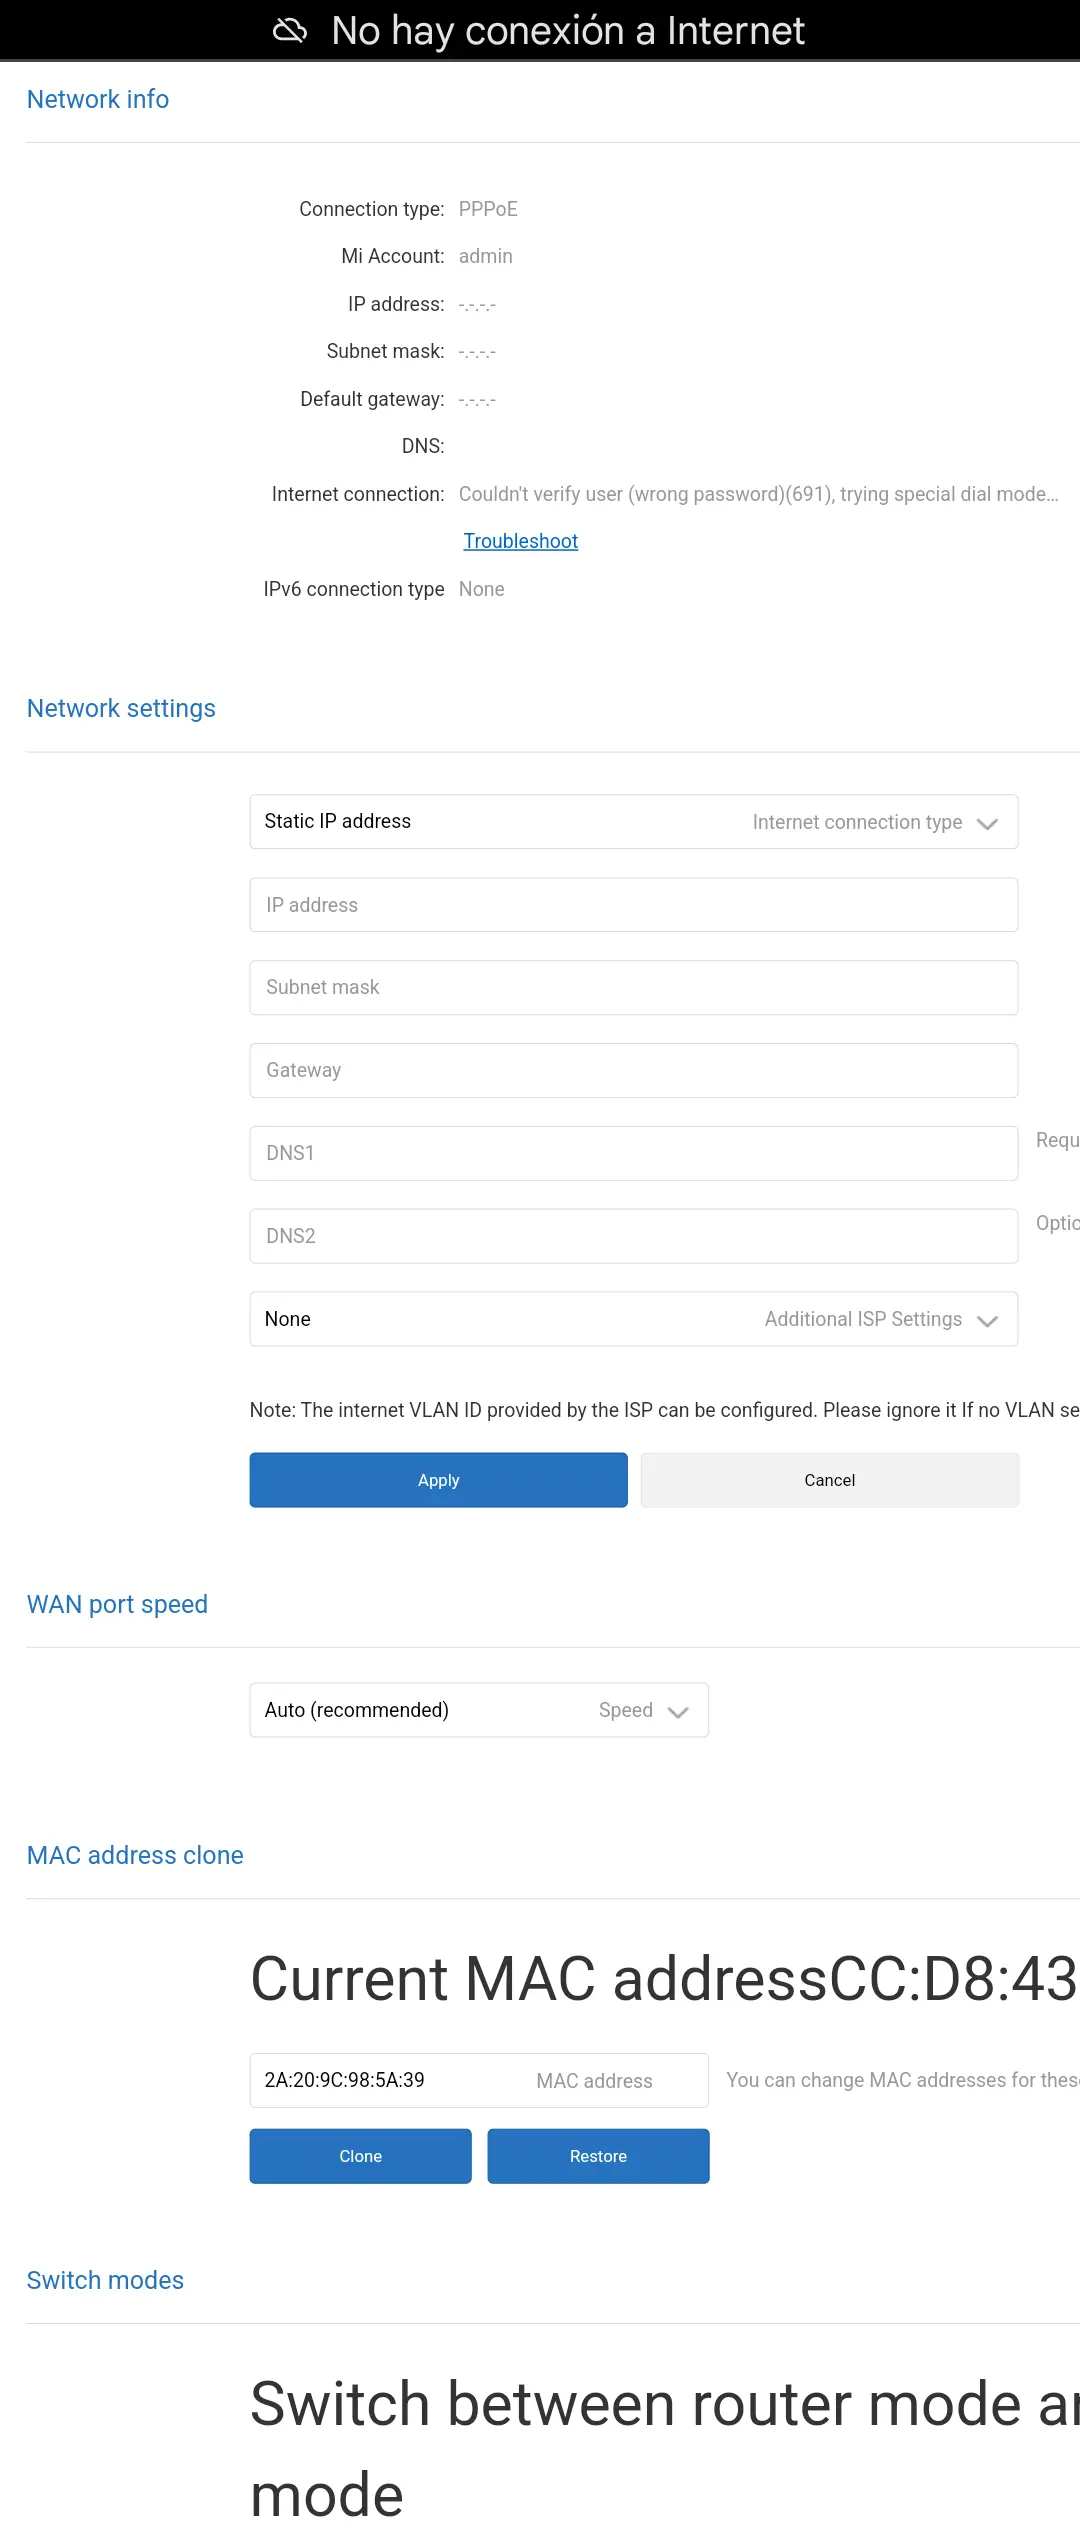 No hay conexión a Internet
Network info
Connection type: PPPoE
Mi Account: admin
IP address: -.-.-.-
Subnet mask: -.-.-.-
Default gateway: -.-.-.-
DNS:
Internet connection: Couldn't verify user (wrong password)(691), trying special dial mode...
Troubleshoot
IPv6 connection type None
Network settings
Static IP address Internet connection type
IP address
Subnet mask
Gateway
DNS1 Requ
DNS2 Optio
None Additional ISP Settings
Note: The internet VLAN ID provided by the ISP can be configured. Please ignore it If no VLAN se
Apply Cancel
WAN port speed
Auto (recommended) Speed
MAC address clone
Current MAC addressCC:D8:43
2A:20:9C:98:5A:39 MAC address You can change MAC addresses for these
Clone Restore
Switch modes
Switch between router mode an
mode